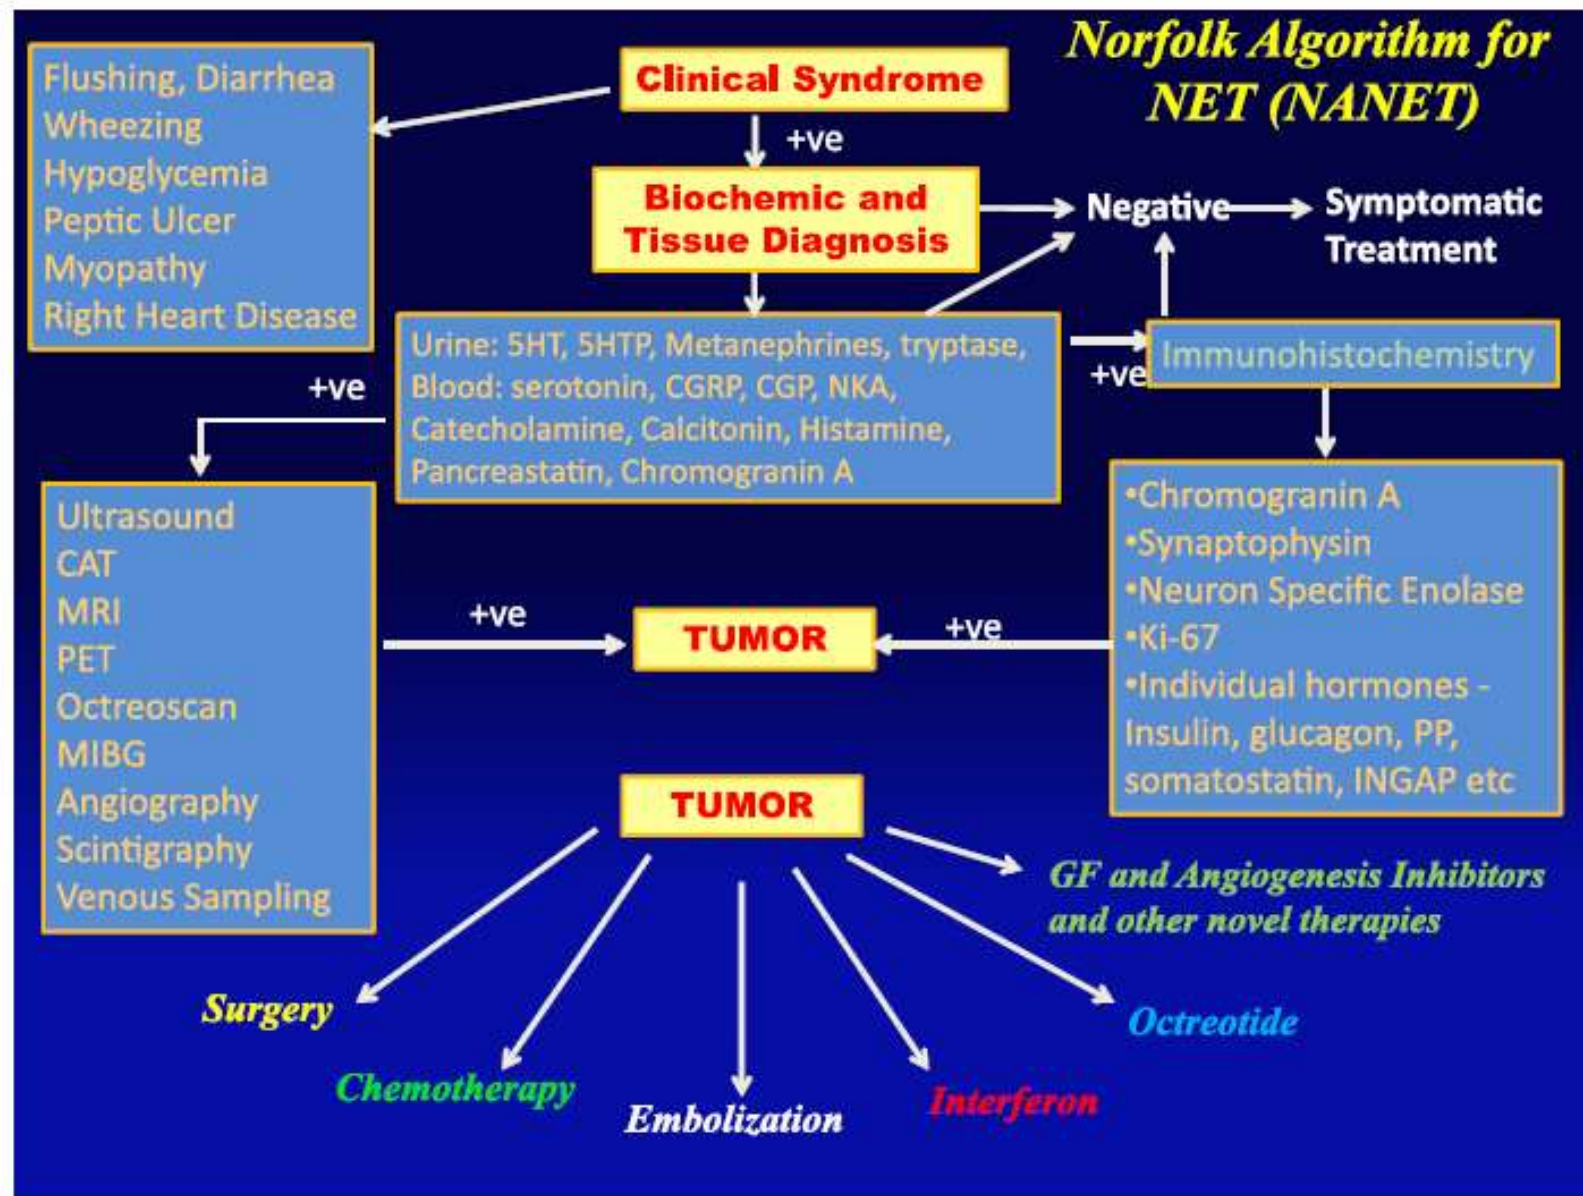 Norfolk Algorithm for
NET (NANET)
Clinical Syndrome
Flushing, Diarrhea
Wheezing
Hypoglycemia
Peptic Ulcer
Myopathy
Right Heart Disease
+ve
Biochemic and
Tissue Diagnosis
Negative
Symptomatic
Treatment
Urine: 5HT, 5HTP, Metanephrines, tryptase,
Blood: serotonin, CGRP, CGP, NKA,
Catecholamine, Calcitonin, Histamine,
Pancreastatin, Chromogranin A
+ve
Immunohistochemistry
+ve
Ultrasound
CAT
MRI
PET
Octreoscan
MIBG
Angiography
Scintigraphy
Venous Sampling
+ve
TUMOR
+ve
•Chromogranin A
•Synaptophysin
•Neuron Specific Enolase
•Ki-67
•Individual hormones -
Insulin, glucagon, PP,
somatostatin, INGAP etc
TUMOR
GF and Angiogenesis Inhibitors
and other novel therapies
Surgery
Chemotherapy
Embolization
Interferon
Octreotide